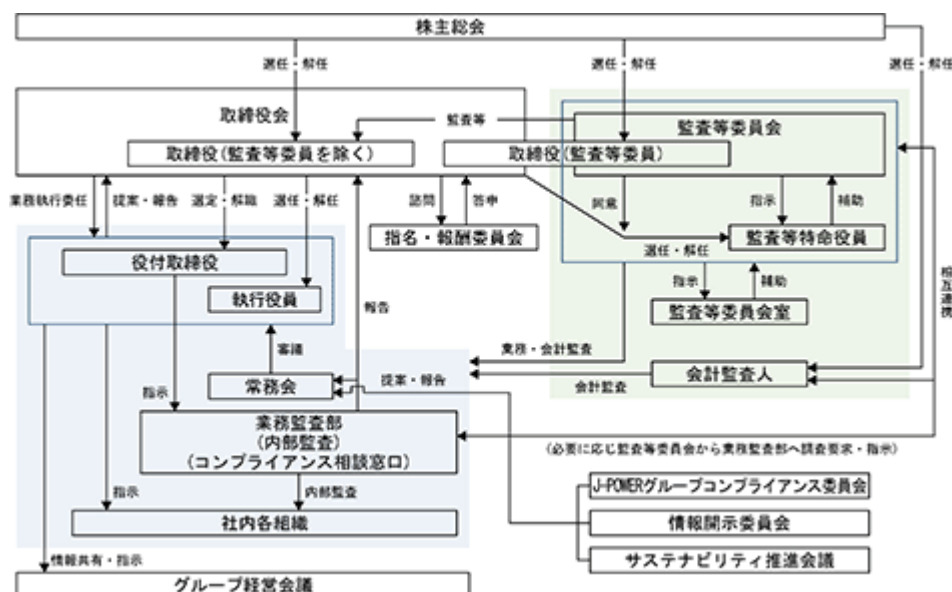 株主総会
選任・解任
選任・解任
選任・解任
取締役会
監査等
監査等委員会
取締役(監査等委員を除く)
取締役(監査等委員)
業務執行委任
提案・報告
選定・解職
選任・解任
諮問
答申
同意
指示
補助
指名・報酬委員会
監査等特命役員
選任・解任
役付取締役
指示
補助
執行役員
報告
監査等委員会室
相互連携
審議
業務・会計監査
常務会
提案・報告
会計監査人
会計監査
指示
業務監査部
(内部監査)
(コンプライアンス相談窓口)
(必要に応じ監査等委員会から業務監査部へ調査要求・指示)
指示
内部監査
J-POWERグループコンプライアンス委員会
社内各組織
情報開示委員会
情報共有・指示
サステナビリティ推進会議
グループ経営会議